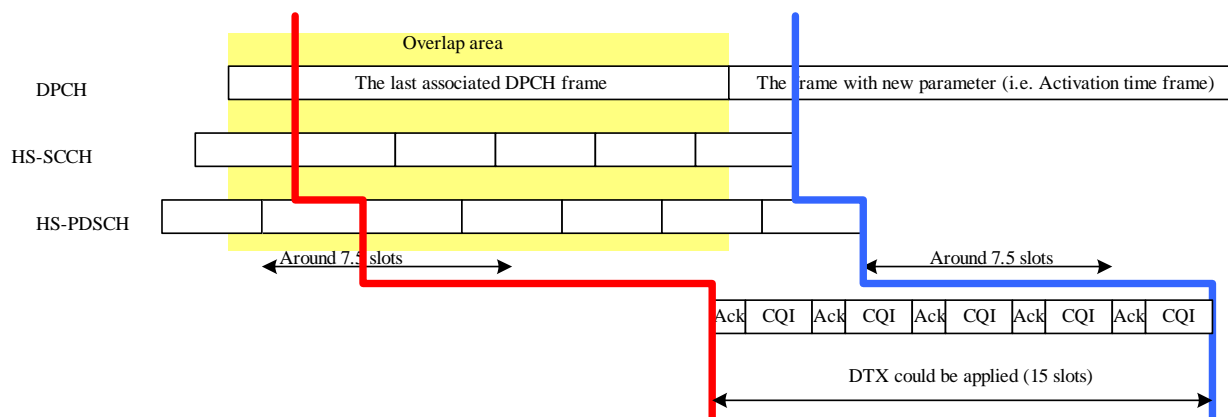 Overlap area
DPCH
The last associated DPCH frame
The frame with new parameter (i.e. Activation time frame)
HS-SCCH
HS-PDSCH
Around 7.5 slots
Around 7.5 slots
Ack CQI Ack CQI Ack CQI Ack CQI Ack CQI
DTX could be applied (15 slots)